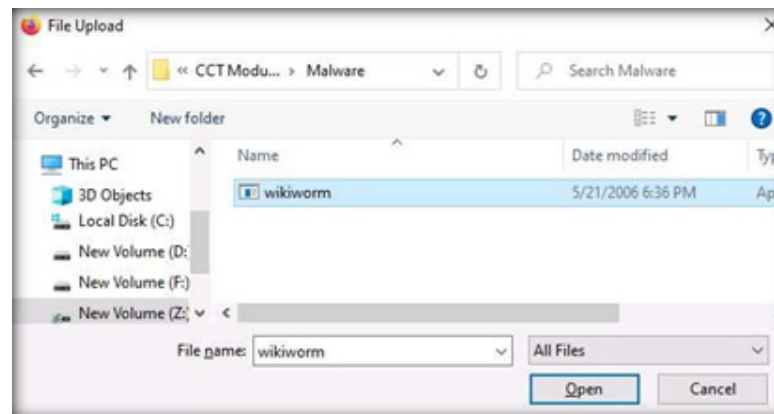 File Upload
« CCT Modu... › Malware
Search Malware
Organize
New folder
This PC
3D Objects
Local Disk (C:)
New Volume (D:
New Volume (F:)
New Volume (Z:
Name
Date modified
Typ
wikiworm
5/21/2006 6:36 PM
Ap
File name:
wikiworm
All Files
Open
Cancel